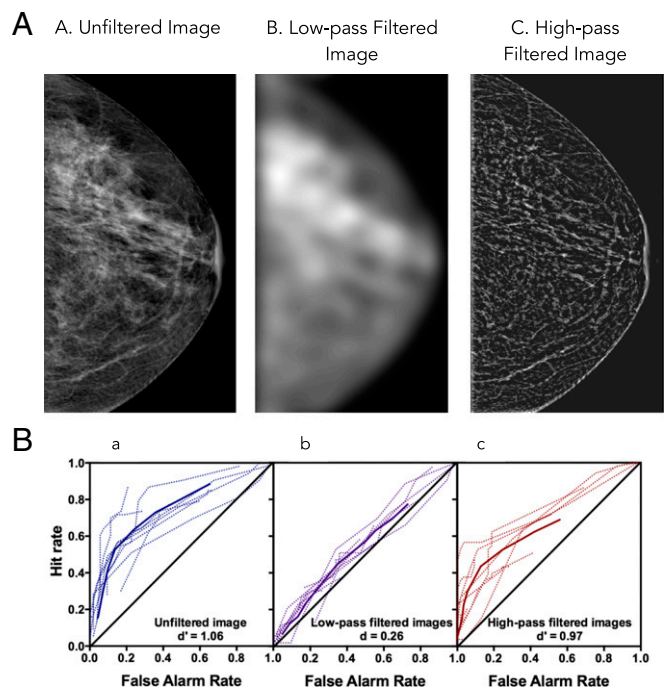 A
A. Unfiltered Image
B. Low-pass Filtered
Image
C. High-pass
Filtered Image
B
a
b
c
Hit rate
1.0
0.8
0.6
0.4
0.2
0.0
Unfiltered image
d' = 1.06
Low-pass filtered images
d = 0.26
High-pass filtered images
d' = 0.97
0.0 0.2 0.4 0.6 0.8 1.0 0.2 0.4 0.6 0.8 1.0 0.2 0.4 0.6 0.8 1.0
False Alarm Rate
False Alarm Rate
False Alarm Rate